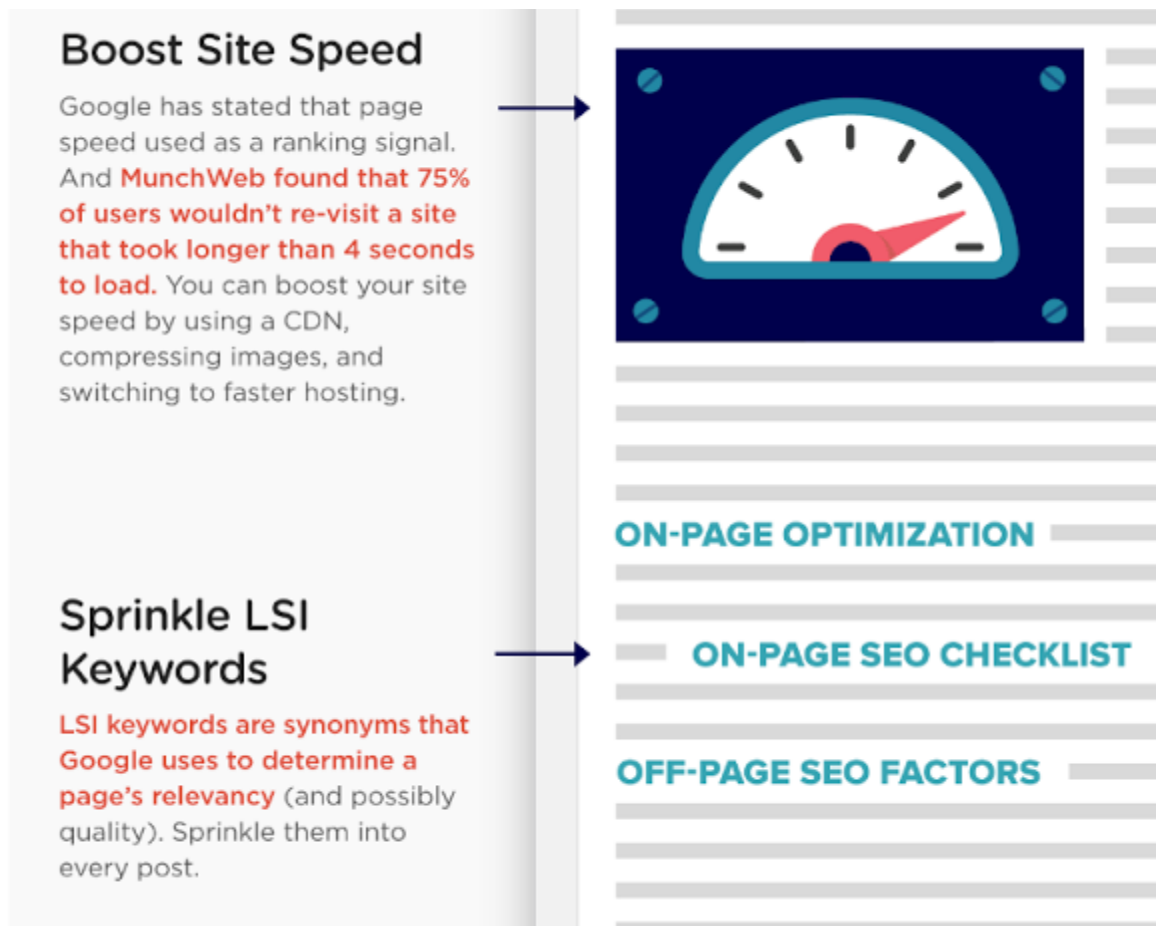 Boost Site Speed
Google has stated that page
speed used as a ranking signal.
And MunchWeb found that 75%
of users wouldn't re-visit a site
that took longer than 4 seconds
to load. You can boost your site
speed by using a CDN,
compressing images, and
switching to faster hosting.
ON-PAGE OPTIMIZATION
Sprinkle LSI
Keywords
ON-PAGE SEO CHECKLIST
LSI keywords are synonyms that
Google uses to determine a
page's relevancy (and possibly
quality). Sprinkle them into
every post.
OFF-PAGE SEO FACTORS